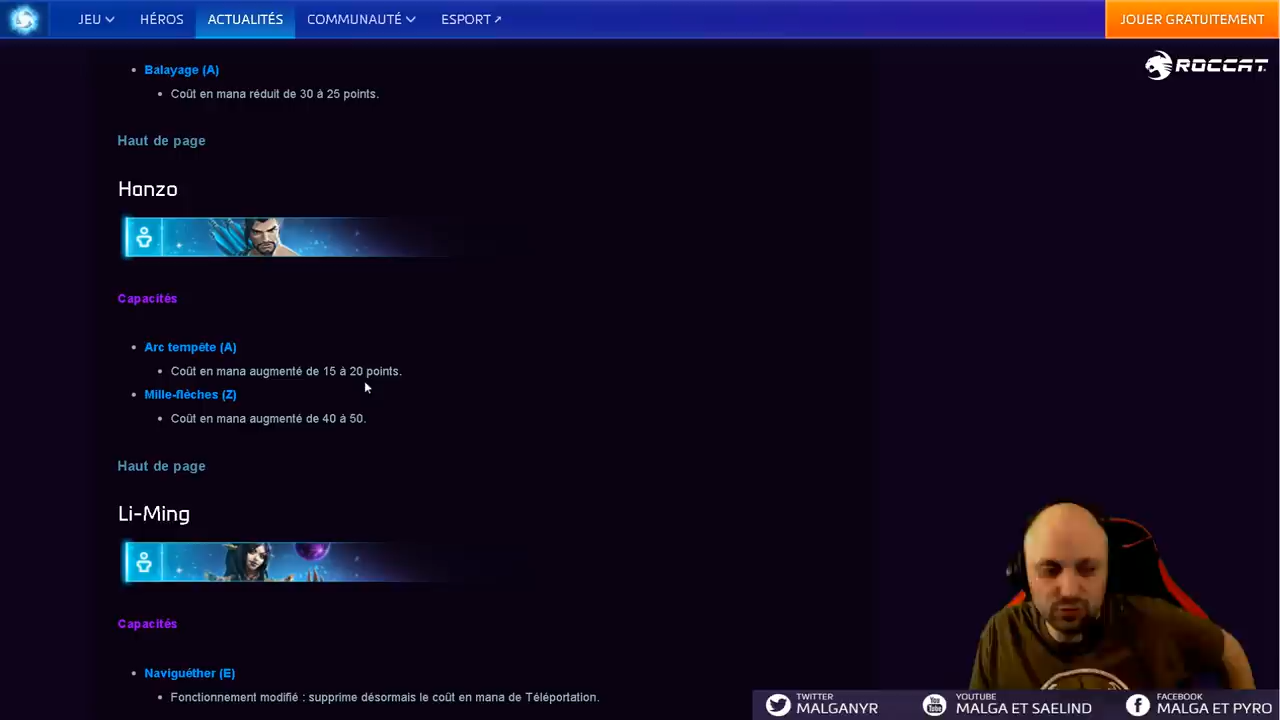 JEU
HÉROS
ACTUALITÉS
COMMUNAUTÉ
ESPORT
JOUER GRATUITEMENT
ROCCAT
Balayage (A)
Coût en mana réduit de 30 à 25 points.
Haut de page
Hanzo
Capacités
Arc tempête (A)
Coût en mana augmenté de 15 à 20 points.
Mille-flèches (Z)
Coût en mana augmenté de 40 à 50.
Haut de page
Li-Ming
Capacités
Naviguéther (E)
Fonctionnement modifié : supprime désormais le coût en mana de Téléportation.
TWITTER
MALGANYR
YOUTUBE
MALGA ET SAELIND
FACEBOOK
MALGA ET PYRO